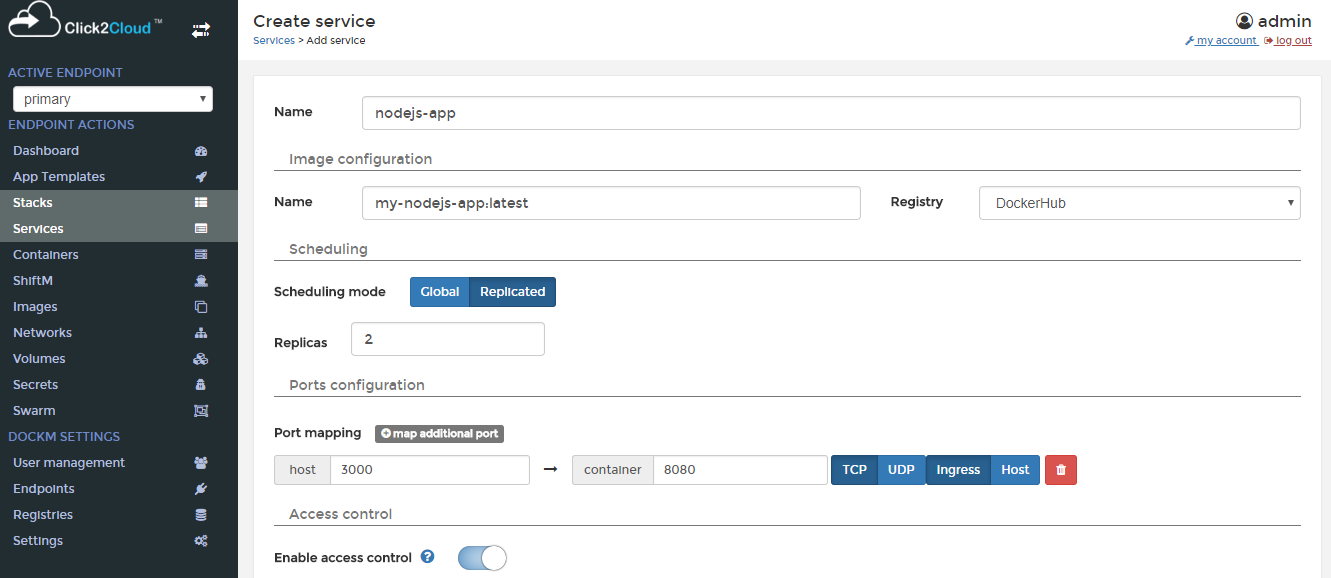 Click2Cloud ™
ACTIVE ENDPOINT
primary
ENDPOINT ACTIONS
Dashboard
App Templates
Stacks
Services
Containers
ShiftM
Images
Networks
Volumes
Secrets
Swarm
DOCKM SETTINGS
User management
Endpoints
Registries
Settings
Create service
Services > Add service
admin
my account log out
Name nodejs-app
Image configuration
Name my-nodejs-app:latest Registry DockerHub
Scheduling
Scheduling mode Global Replicated
Replicas 2
Ports configuration
Port mapping map additional port
host 3000 → container 8080 TCP UDP Ingress Host
Access control
Enable access control ?